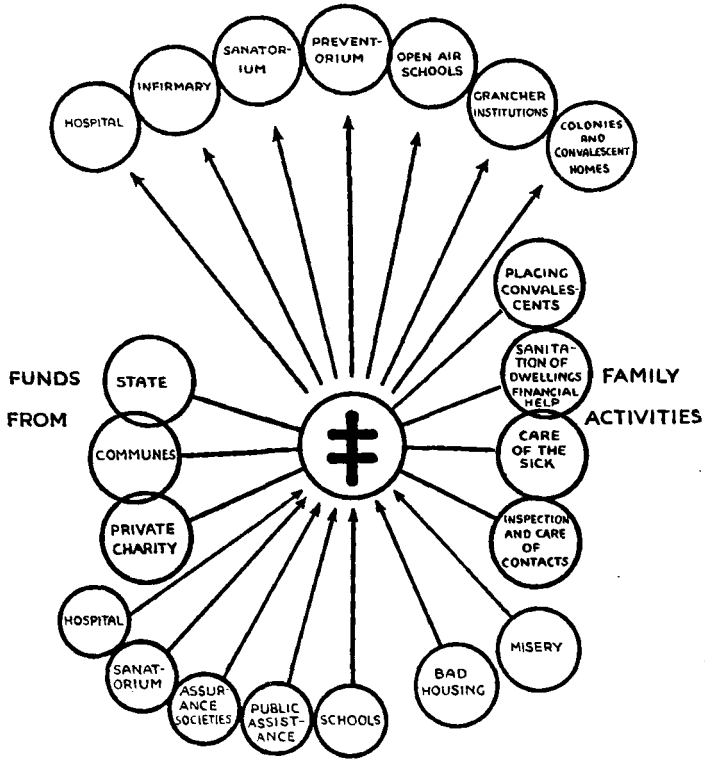 HOSPITAL
INFIRMARY
SANATOR-
IUM
PREVENT-
ORIUM
OPEN AIR
SCHOOLS
GRANCHER
INSTITUTIONS
COLONIES
AND
CONVALESCENT
HOMES
FUNDS
FROM
STATE
COMMUNES
PRIVATE
CHARITY
PLACING
CONVALES-
CENTS
SANITA-
TION OF
DWELLINGS
FINANCIAL
HELP
CARE
OF THE
SICK
INSPECTION
AND CARE
OF
CONTACTS
FAMILY
ACTIVITIES
HOSPITAL
SANAT-
ORIUM
ASSUR-
ANCE
SOCIETIES
PUBLIC
ASSIST-
ANCE
SCHOOLS
BAD
HOUSING
MISERY